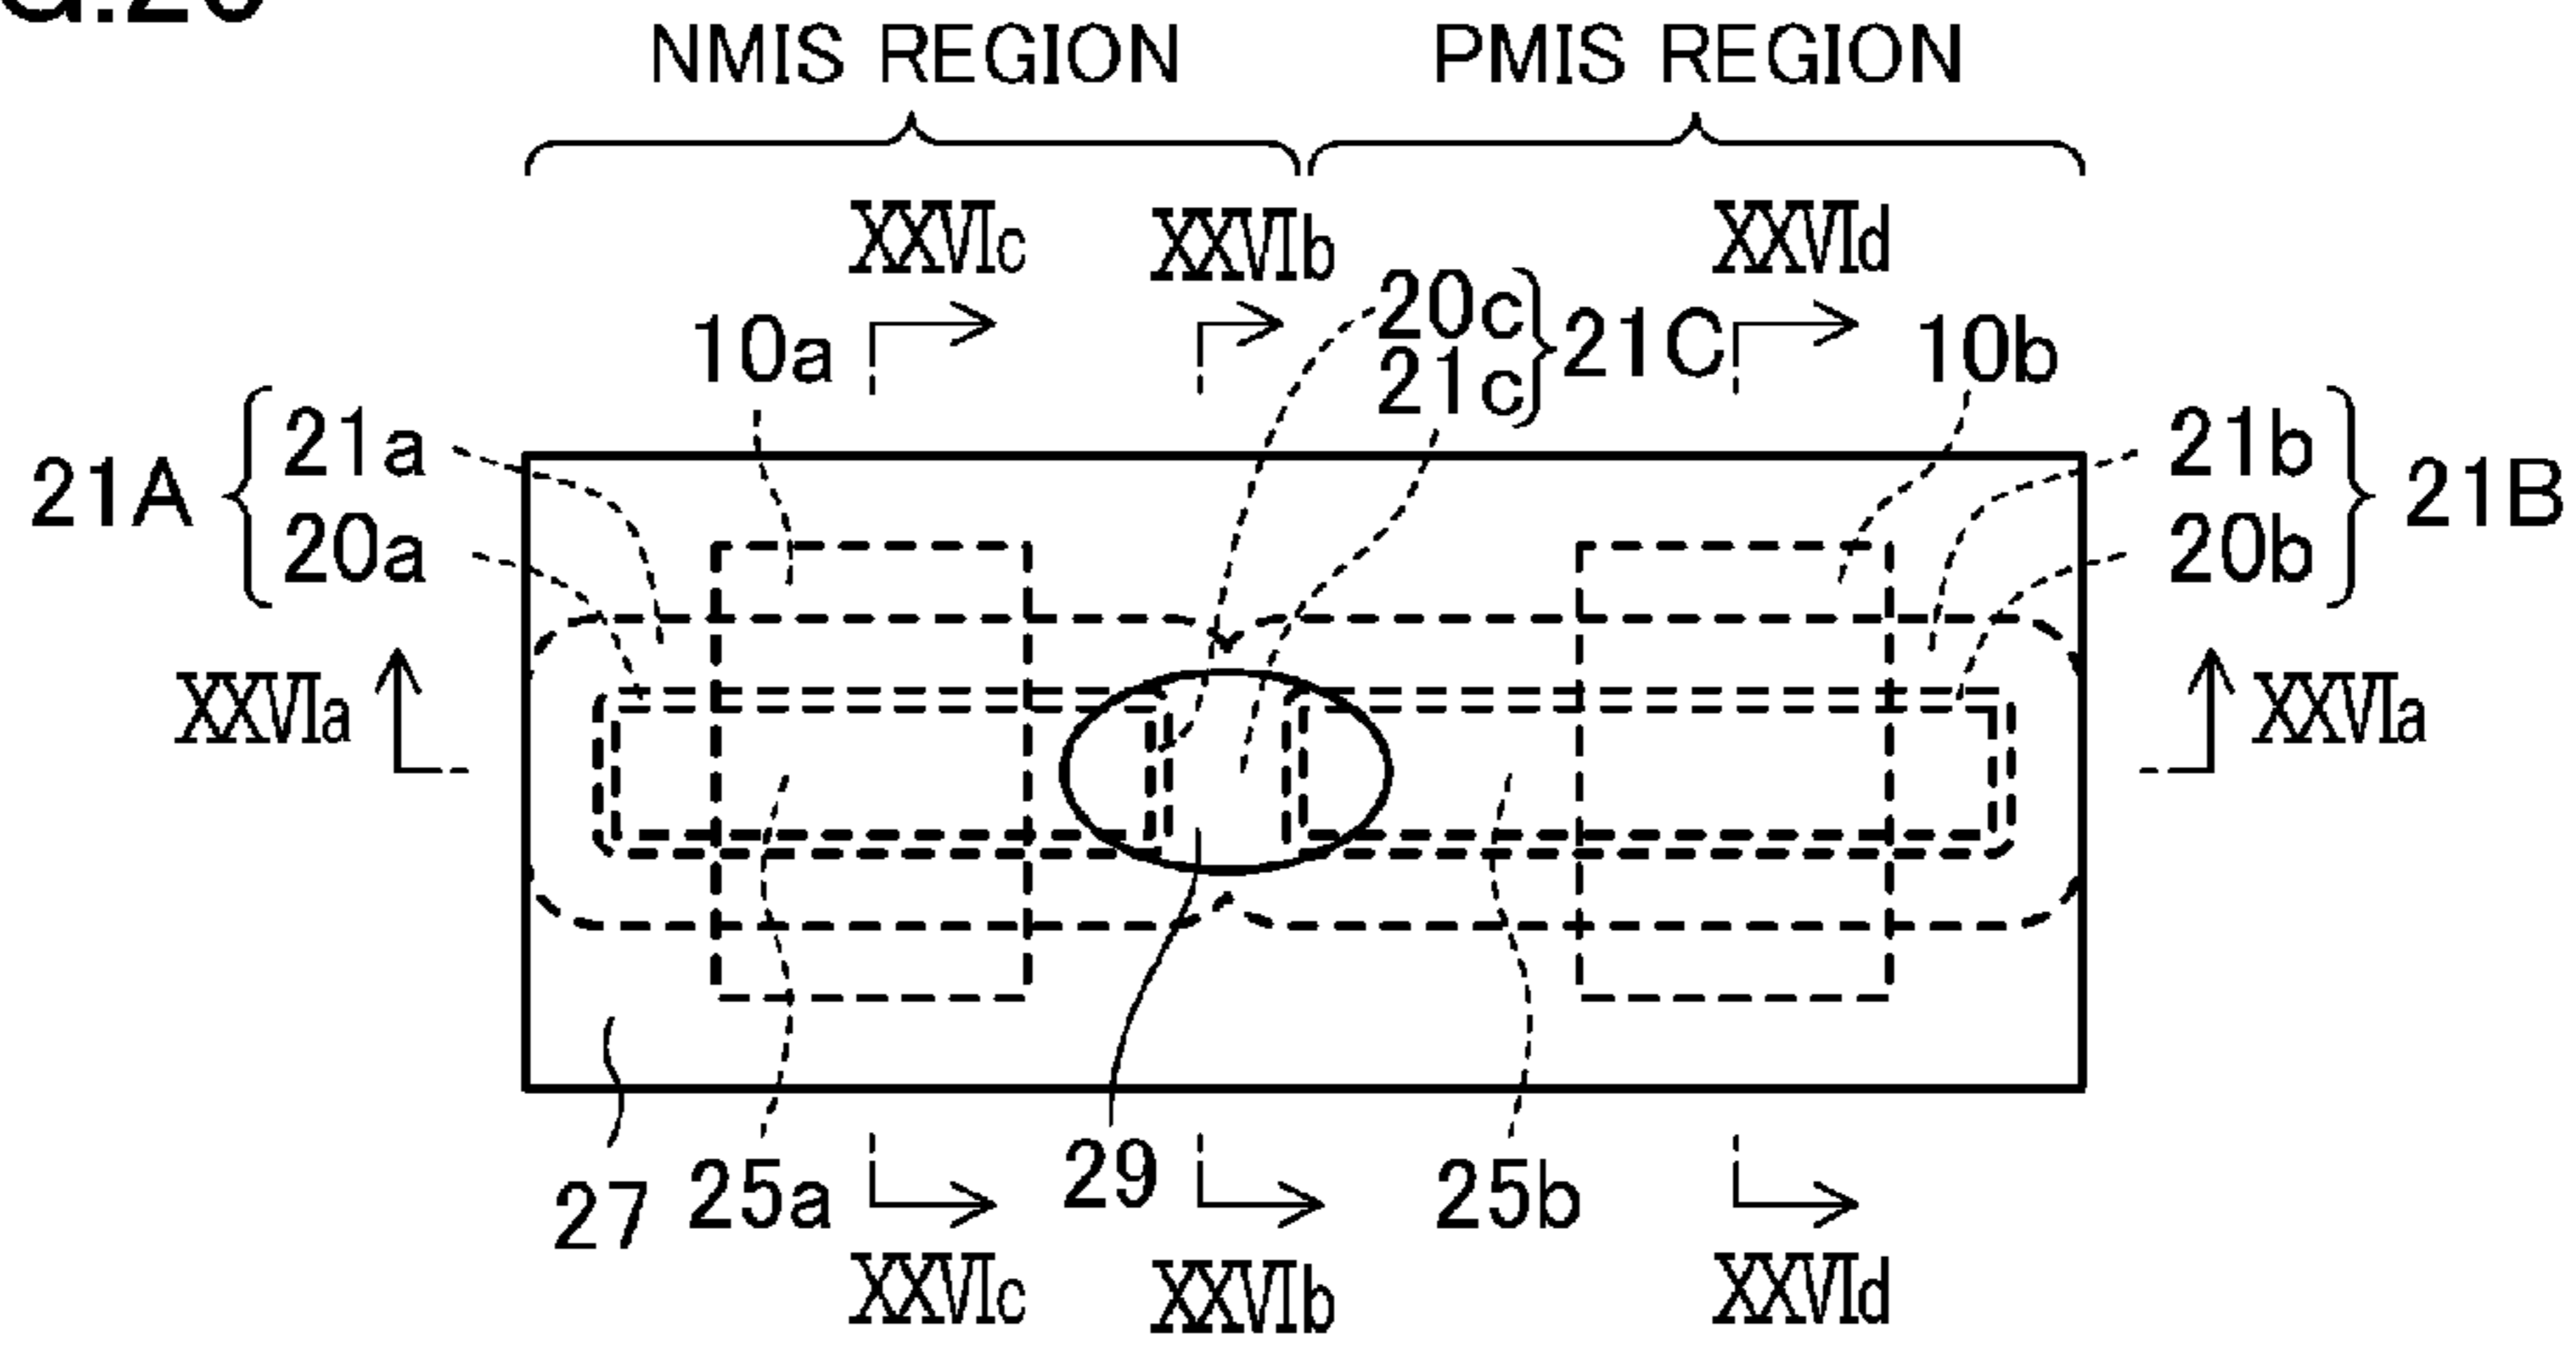 NMIS REGION PMIS REGION
XXVIc XXVIb XXVId
10a 20c 21c 21C 10b
21A 21a 20a 21b 20b 21B
XXVIa XXVIa
27 25a 29 25b
XXVIc XXVIb XXVId